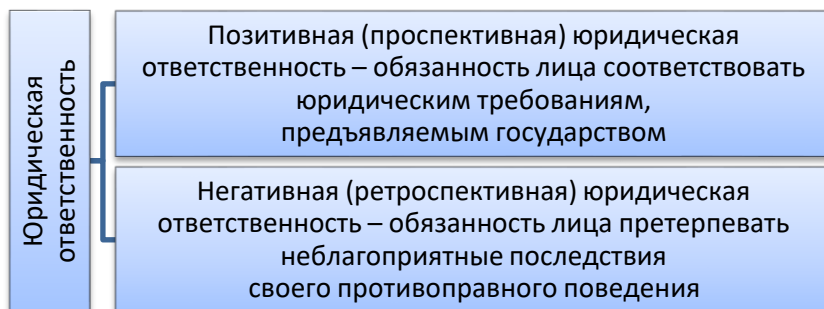 Юридическая
ответственность
Позитивная (проспективная) юридическая
ответственность – обязанность лица соответствовать
юридическим требованиям,
предъявляемым государством
Негативная (ретроспективная) юридическая
ответственность – обязанность лица претерпевать
неблагоприятные последствия
своего противоправного поведения